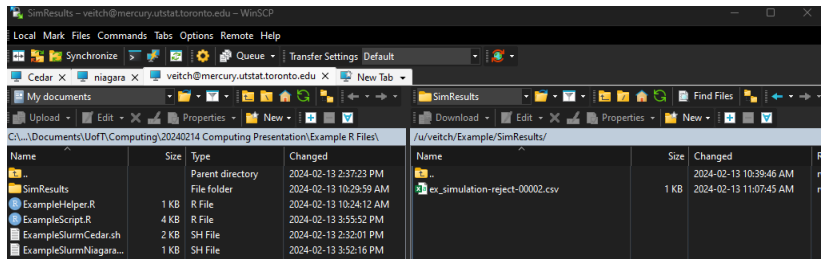 SimResults – veitch@mercury.utstat.toronto.edu – WinSCP
Local Mark Files Commands Tabs Options Remote Help
Synchronize Queue Transfer Settings Default
Cedar niagara veitch@mercury.utstat.toronto.edu New Tab
My documents SimResults Find Files
Upload Edit Properties New Download Edit Properties New
C:\...\Documents\UofT\Computing\20240214 Computing Presentation\Example R Files\ /u/veitch/Example/SimResults/
Name Size Type Changed Name Size Changed R
.. Parent directory 2024-02-13 2:37:23 PM .. 2024-02-13 10:39:46 AM
SimResults File folder 2024-02-13 10:29:59 AM ex_simulation-reject-00002.csv 1 KB 2024-02-13 11:07:45 AM
ExampleHelper.R 1 KB R File 2024-02-13 10:24:12 AM
ExampleScript.R 4 KB R File 2024-02-13 3:55:52 PM
ExampleSlurmCedar.sh 2 KB SH File 2024-02-13 2:32:01 PM
ExampleSlurmNiagara... 1 KB SH File 2024-02-13 3:52:16 PM